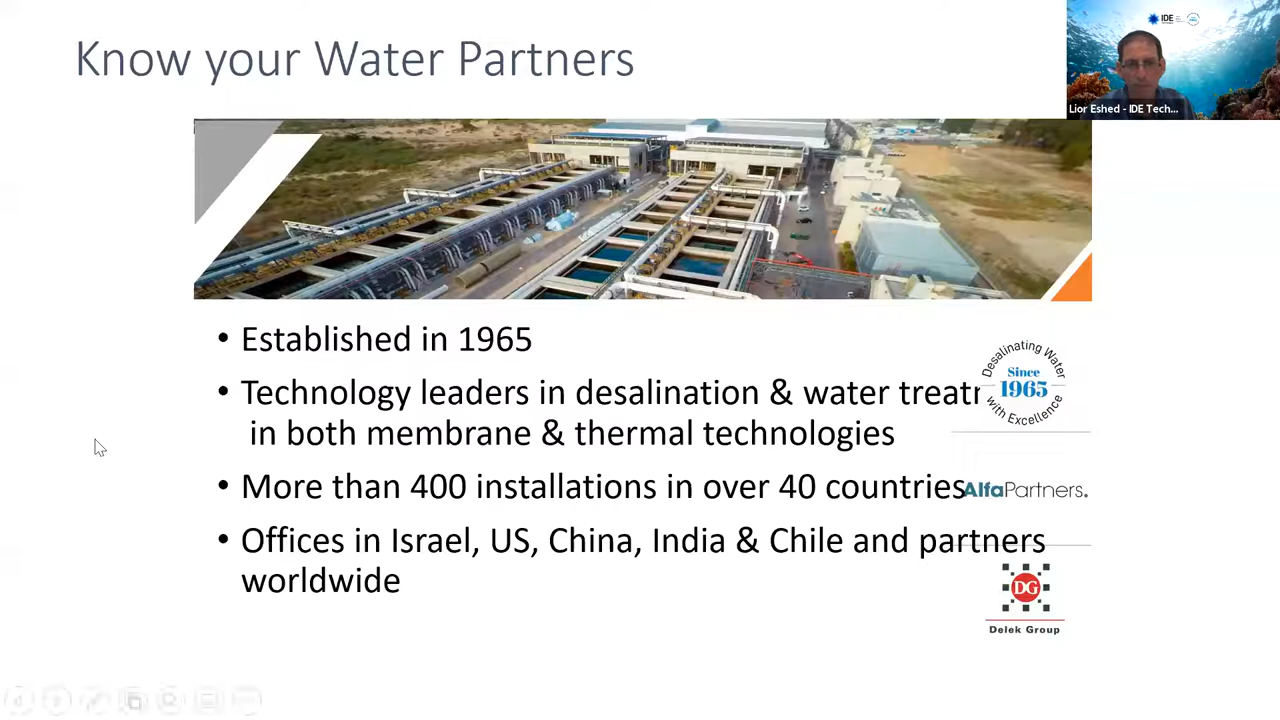 Know your Water Partners
IDE
Lior Eshed - IDE Tech...
• Established in 1965
• Technology leaders in desalination & water treatr
in both membrane & thermal technologies
• More than 400 installations in over 40 countries
• Offices in Israel, US, China, India & Chile and partners
worldwide
Desalinating Water
Since
1965
with Excellence
AlfaPartners.
DG
Delek Group